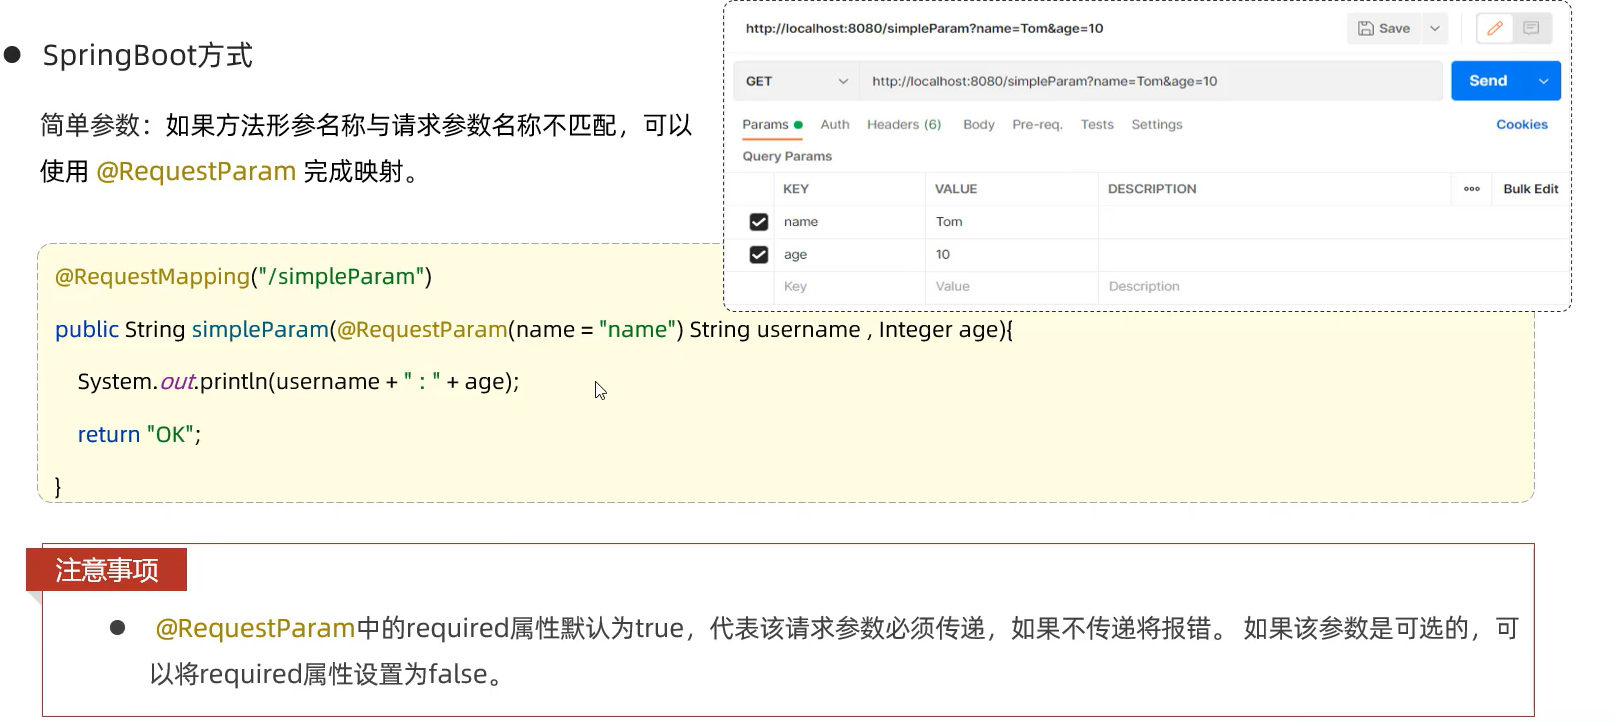 SpringBoot方式
简单参数：如果方法形参名称与请求参数名称不匹配，可以
使用 @RequestParam 完成映射。
http://localhost:8080/simpleParam?name=Tom&age=10
Save
GET
http://localhost:8080/simpleParam?name=Tom&age=10
Send
Params Auth Headers (6) Body Pre-req. Tests Settings Cookies
Query Params
KEY VALUE DESCRIPTION ooo Bulk Edit
name Tom
age 10
Key Value Description
@RequestMapping("/simpleParam")
public String simpleParam(@RequestParam(name = "name") String username , Integer age){
System.out.println(username + " : " + age);
return "OK";
}
注意事项
@RequestParam中的required属性默认为true，代表该请求参数必须传递，如果不传递将报错。 如果该参数是可选的，可
以将required属性设置为false。